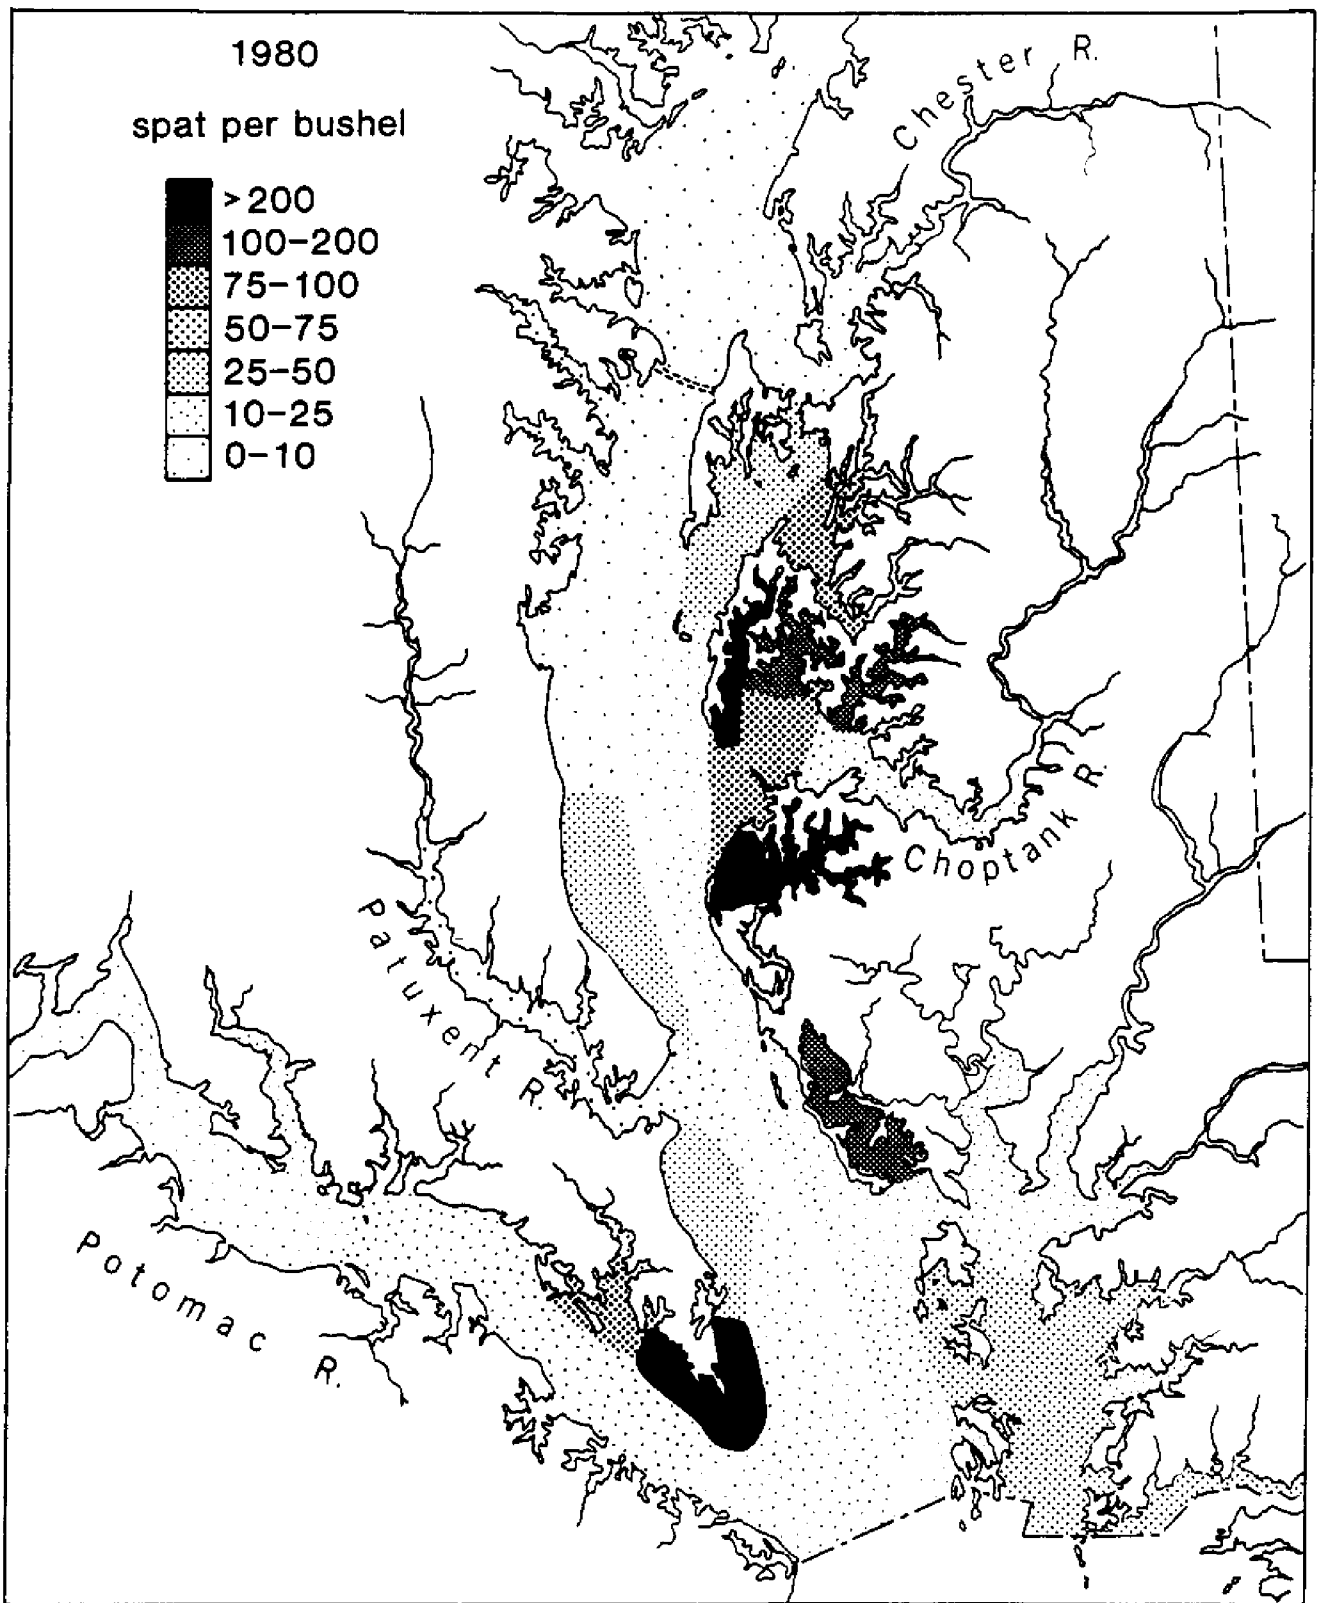 1980
spat per bushel
>200
100-200
75-100
50-75
25-50
10-25
0-10
Chester R.
Choptank R.
Patuxent R.
Potomac R.